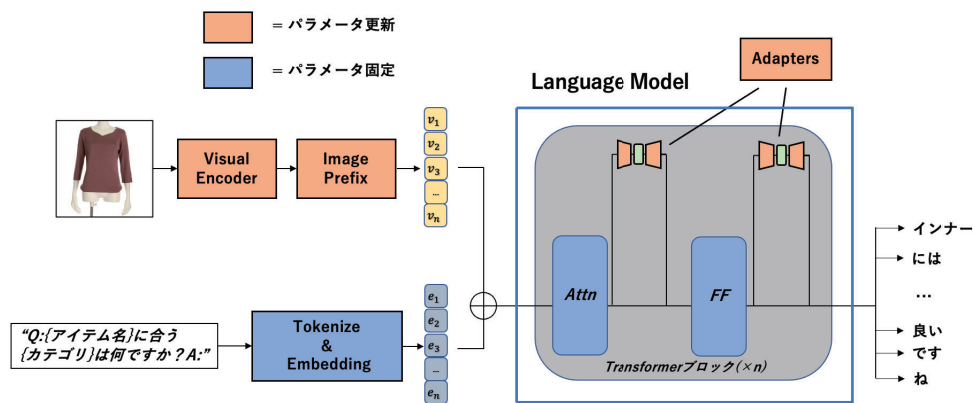 = パラメータ更新
= パラメータ固定
Adapters
Language Model
Visual
Encoder
Image
Prefix
v₁
v₂
v₃
...
vₙ
インナー
には
...
良い
です
ね
Attn
FF
Transformerブロック(×n)
“Q:{アイテム名}に合う
{カテゴリ}は何ですか？A:”
Tokenize
&
Embedding
e₁
e₂
e₃
...
eₙ